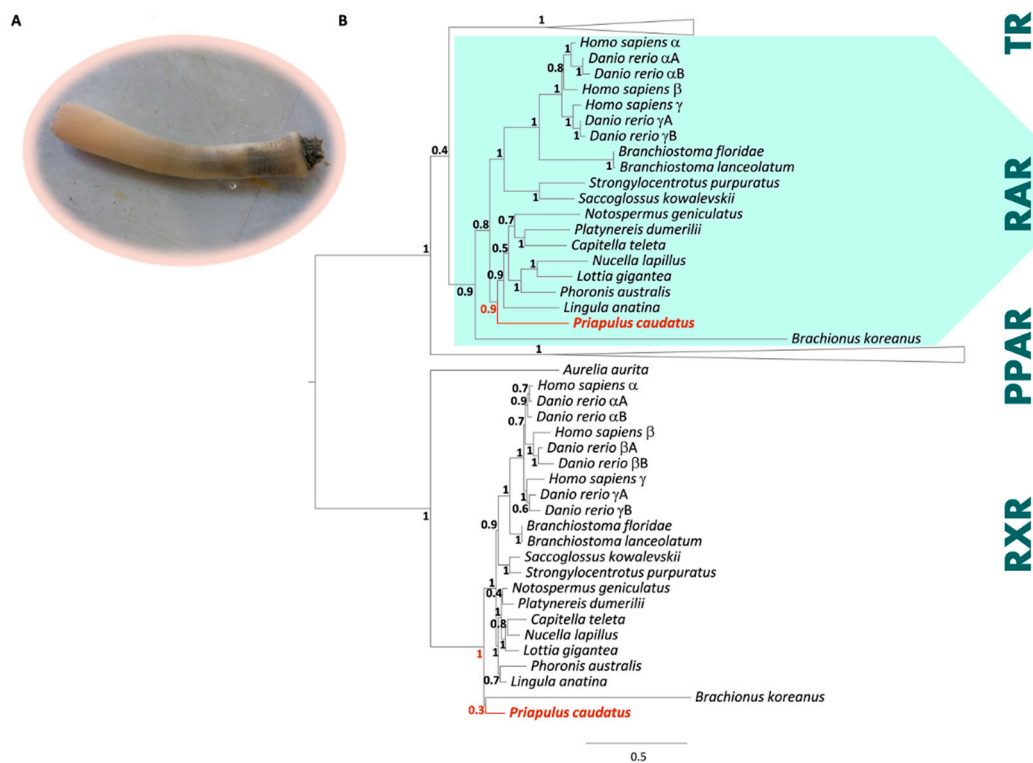 A
B
1
TR
Homo sapiens α
1
Danio rerio αA
1
Danio rerio αB
0.8
Homo sapiens β
1
Homo sapiens γ
Danio rerio γA
1
Danio rerio γB
1
Branchiostoma floridae
1
Branchiostoma lanceolatum
0.4
1
Strongylocentrotus purpuratus
1
Saccoglossus kowalevskii
RAR
0.7
Notospermus geniculatus
0.8
Platynereis dumerilii
1
Capitella teleta
1
0.5
Nucella lapillus
1
Lottia gigantea
0.9
1
Phoronis australis
0.9
Lingula anatina
0.9
Priapulus caudatus
Brachionus koreanus
1
PPAR
Aurelia aurita
0.7
Homo sapiens α
0.9
Danio rerio αA
Danio rerio αB
0.7
Homo sapiens β
1
Danio rerio βA
1
Danio rerio βB
1
Homo sapiens γ
1
Danio rerio γA
0.6
Danio rerio γB
1
1
0.9
Branchiostoma floridae
1
Branchiostoma lanceolatum
RXR
Saccoglossus kowalevskii
1
Strongylocentrotus purpuratus
1
Notospermus geniculatus
0.4
Platynereis dumerilii
1
Capitella teleta
0.8
Nucella lapillus
1
Lottia gigantea
1
1
Phoronis australis
0.7
Lingula anatina
Brachionus koreanus
0.3
Priapulus caudatus
0.5